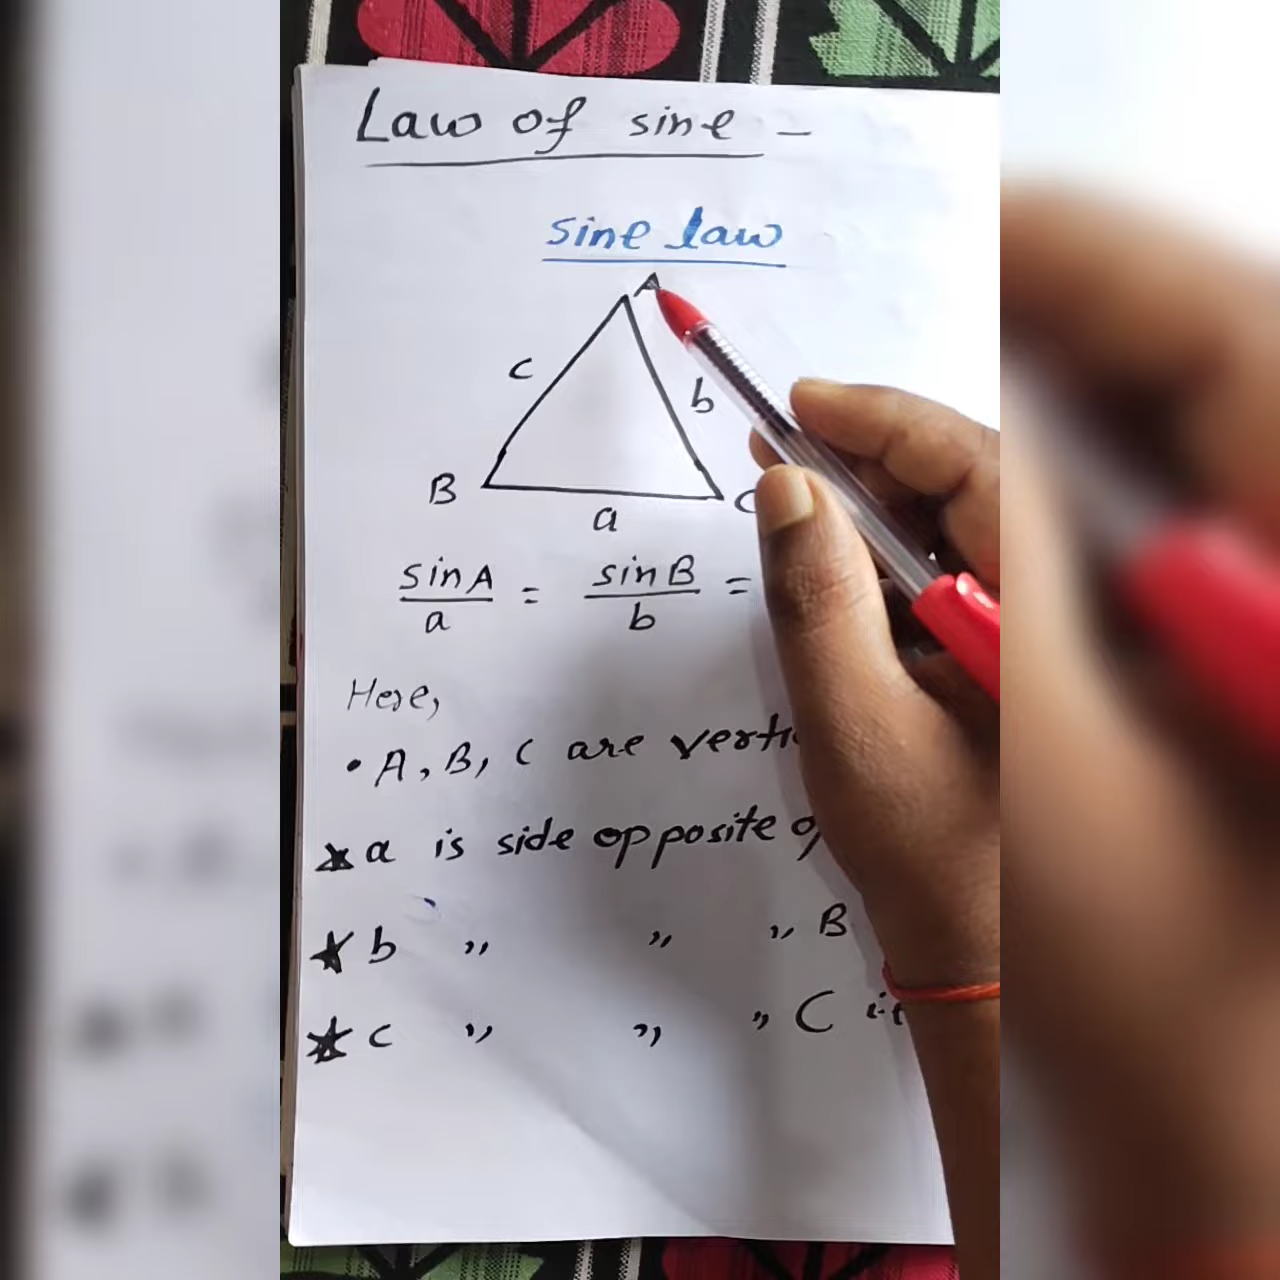 Law of sine -
sine law
A
c
b
B
C
a
sinA/a = sinB/b =
Here,
• A, B, C are
★ a is side opposite
★ b ,, ,, ,, B
★ c ,, ,, ,, C